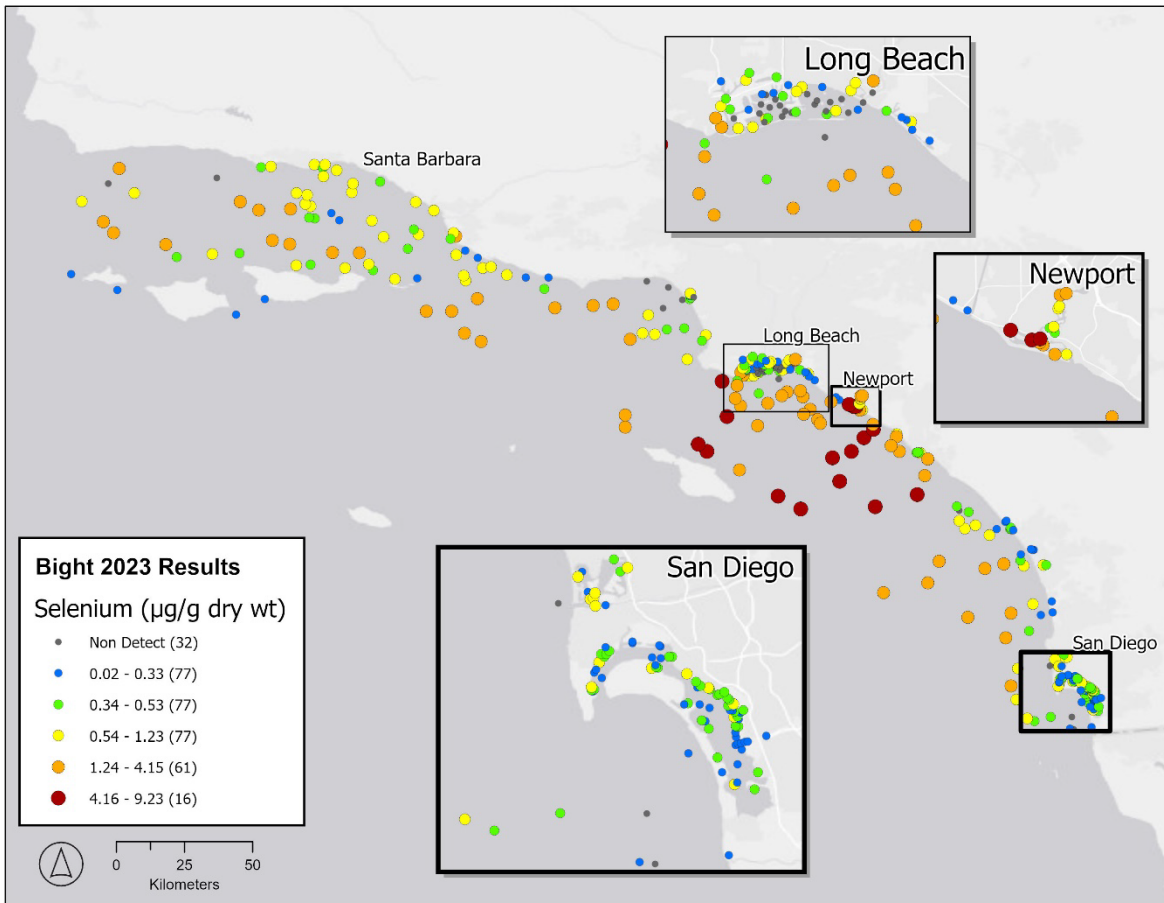 Long Beach
Santa Barbara
Newport
Long Beach
Newport
San Diego
San Diego
Bight 2023 Results
Selenium (µg/g dry wt)
Non Detect (32)
0.02 - 0.33 (77)
0.34 - 0.53 (77)
0.54 - 1.23 (77)
1.24 - 4.15 (61)
4.16 - 9.23 (16)
0 25 50
Kilometers